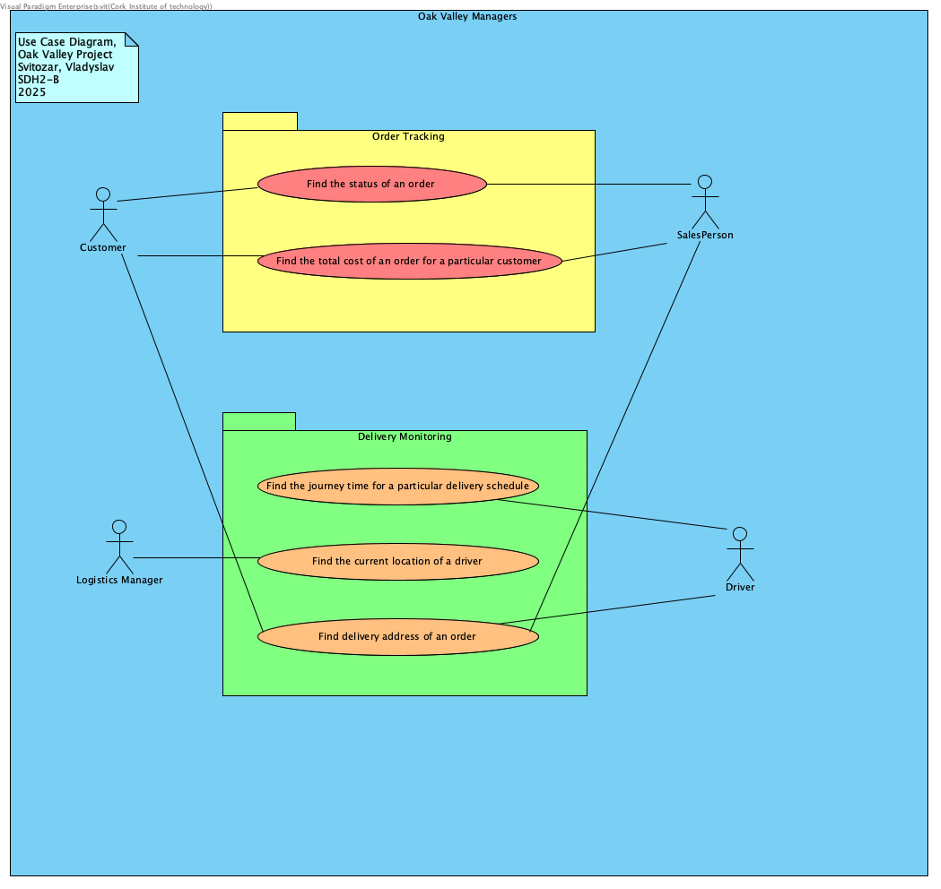 Visual Paradigm Enterprise(svit(Cork Institute of technology))
Oak Valley Managers
Use Case Diagram,
Oak Valley Project
Svitozar, Vladyslav
SDH2-B
2025
Order Tracking
Find the status of an order
Customer
SalesPerson
Find the total cost of an order for a particular customer
Delivery Monitoring
Find the journey time for a particular delivery schedule
Find the current location of a driver
Logistics Manager
Driver
Find delivery address of an order